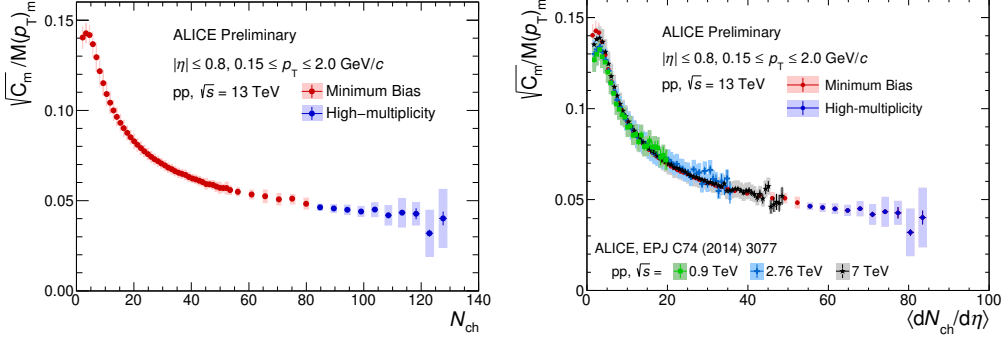 √C_m / M(p_T)_m
0.15
0.10
0.05
0.00
ALICE Preliminary
|η| ≤ 0.8, 0.15 ≤ p_T ≤ 2.0 GeV/c
pp, √s = 13 TeV
Minimum Bias
High−multiplicity
0 20 40 60 80 100 120 140
N_ch
√C_m / M(p_T)_m
0.15
0.10
0.05
0.00
ALICE Preliminary
|η| ≤ 0.8, 0.15 ≤ p_T ≤ 2.0 GeV/c
pp, √s = 13 TeV
Minimum Bias
High-multiplicity
ALICE, EPJ C74 (2014) 3077
pp, √s = 0.9 TeV 2.76 TeV 7 TeV
0 20 40 60 80 100
⟨dN_ch/dη⟩